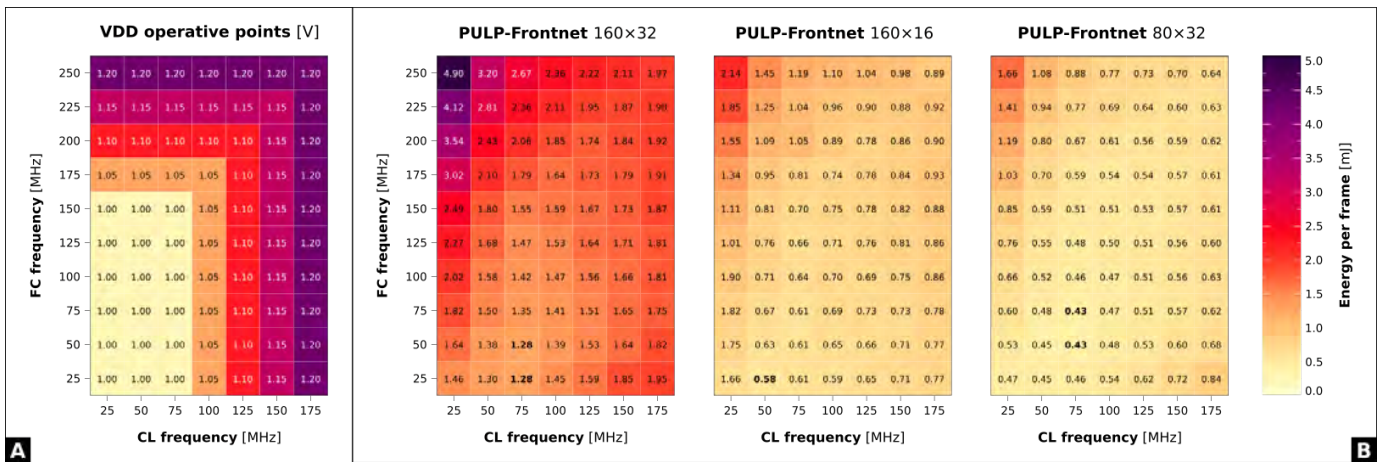 VDD operative points [V]
PULP-Frontnet 160×32
PULP-Frontnet 160×16
PULP-Frontnet 80×32
FC frequency [MHz]
250 1.20 1.20 1.20 1.20 1.20 1.20 1.20
225 1.15 1.15 1.15 1.15 1.15 1.15 1.20
200 1.10 1.10 1.10 1.10 1.10 1.15 1.20
175 1.05 1.05 1.05 1.05 1.10 1.15 1.20
150 1.00 1.00 1.00 1.05 1.10 1.15 1.20
125 1.00 1.00 1.00 1.05 1.10 1.15 1.20
100 1.00 1.00 1.00 1.05 1.10 1.15 1.20
75 1.00 1.00 1.00 1.05 1.10 1.15 1.20
50 1.00 1.00 1.00 1.05 1.10 1.15 1.20
25 1.00 1.00 1.00 1.05 1.10 1.15 1.20
25 50 75 100 125 150 175
CL frequency [MHz]
A
FC frequency [MHz]
250 4.90 3.20 2.67 2.36 2.22 2.11 1.97
225 4.12 2.81 2.36 2.11 1.95 1.87 1.98
200 3.54 2.43 2.06 1.85 1.74 1.84 1.92
175 3.02 2.10 1.79 1.64 1.73 1.79 1.91
150 2.49 1.80 1.55 1.59 1.67 1.73 1.87
125 2.27 1.68 1.47 1.53 1.64 1.71 1.81
100 2.02 1.58 1.42 1.47 1.56 1.66 1.81
75 1.82 1.50 1.35 1.41 1.51 1.65 1.75
50 1.64 1.38 1.28 1.39 1.53 1.64 1.82
25 1.46 1.30 1.28 1.45 1.59 1.85 1.95
25 50 75 100 125 150 175
CL frequency [MHz]
2.14 1.45 1.19 1.10 1.04 0.98 0.89
1.85 1.25 1.04 0.96 0.90 0.88 0.92
1.55 1.09 1.05 0.89 0.78 0.86 0.90
1.34 0.95 0.81 0.74 0.78 0.84 0.93
1.11 0.81 0.70 0.75 0.78 0.82 0.88
1.01 0.76 0.66 0.71 0.76 0.81 0.86
1.90 0.71 0.64 0.70 0.69 0.75 0.86
1.82 0.67 0.61 0.69 0.73 0.73 0.78
1.75 0.63 0.61 0.65 0.66 0.71 0.77
1.66 0.58 0.61 0.59 0.65 0.71 0.77
25 50 75 100 125 150 175
CL frequency [MHz]
1.66 1.08 0.88 0.77 0.73 0.70 0.64
1.41 0.94 0.77 0.69 0.64 0.60 0.63
1.19 0.80 0.67 0.61 0.56 0.59 0.62
1.03 0.70 0.59 0.54 0.54 0.57 0.61
0.85 0.59 0.51 0.51 0.53 0.57 0.61
0.76 0.55 0.48 0.50 0.51 0.56 0.60
0.66 0.52 0.46 0.47 0.51 0.56 0.63
0.60 0.48 0.43 0.47 0.51 0.57 0.62
0.53 0.45 0.43 0.48 0.53 0.60 0.68
0.47 0.45 0.46 0.54 0.62 0.72 0.84
25 50 75 100 125 150 175
CL frequency [MHz]
5.0
4.5
4.0
3.5
3.0
2.5
2.0
1.5
1.0
0.5
0.0
Energy per frame [mJ]
B